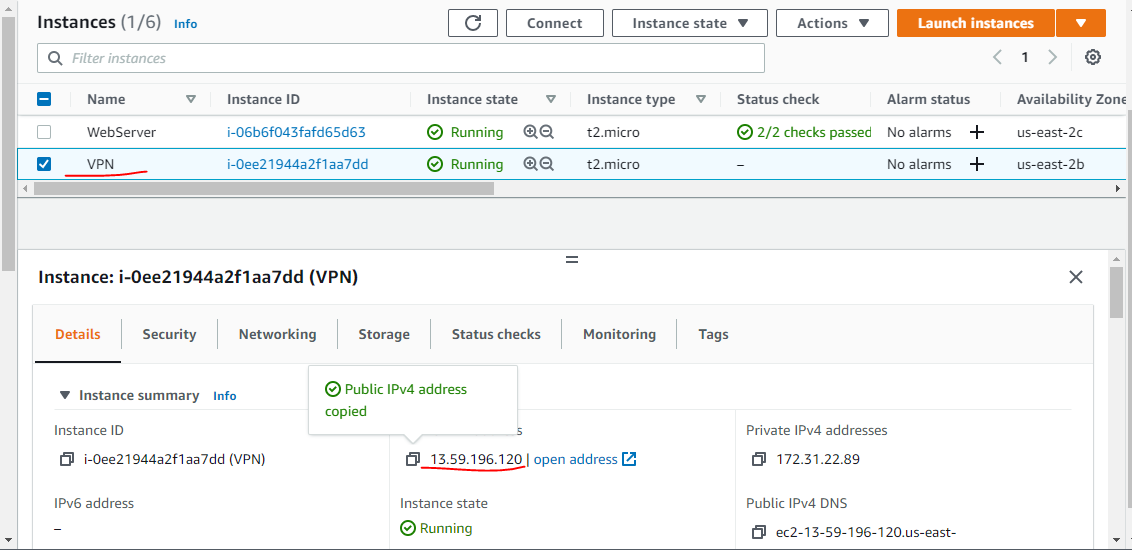 Instances (1/6) Info
Connect
Instance state
Actions
Launch instances
Filter instances
1
Name Instance ID Instance state Instance type Status check Alarm status Availability Zone
WebServer i-06b6f043fafd65d63 Running t2.micro 2/2 checks passed No alarms + us-east-2c
VPN i-0ee21944a2f1aa7dd Running t2.micro – No alarms + us-east-2b
Instance: i-0ee21944a2f1aa7dd (VPN)
Details Security Networking Storage Status checks Monitoring Tags
Public IPv4 address
copied
Instance summary Info
Instance ID
i-0ee21944a2f1aa7dd (VPN)
13.59.196.120 | open address
Private IPv4 addresses
172.31.22.89
IPv6 address
–
Instance state
Running
Public IPv4 DNS
ec2-13-59-196-120.us-east-